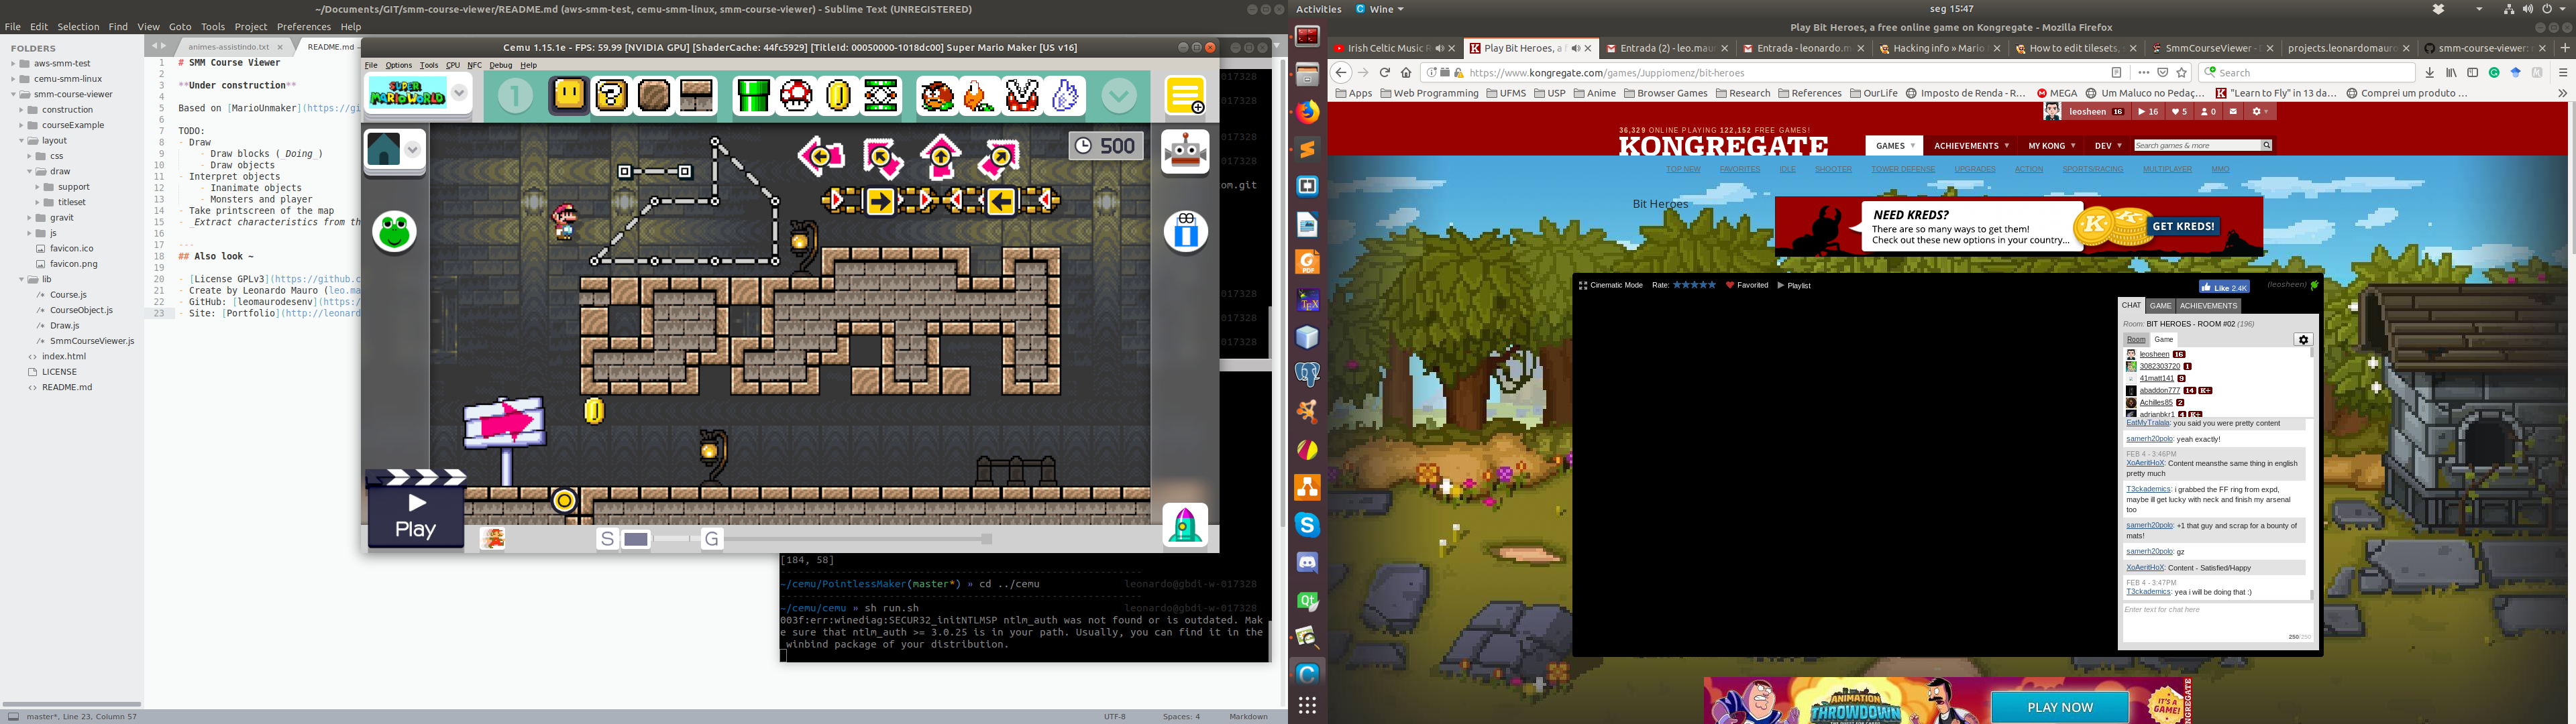 ~/Documents/GIT/smm-course-viewer/README.md (aws-smm-test, cemu-smm-linux, smm-course-viewer) - Sublime Text (UNREGISTERED)
File Edit Selection Find View Goto Tools Project Preferences Help
FOLDERS
aws-smm-test
cemu-smm-linux
smm-course-viewer
construction
courseExample
layout
css
draw
support
titleset
gravit
js
favicon.ico
favicon.png
lib
Course.js
CourseObject.js
Draw.js
SmmCourseViewer.js
index.html
LICENSE
README.md
animes-assistindo.txt
README.md
1 # SMM Course Viewer
2
3 **Under construction**
4
5 Based on [MarioUnmaker](https://gi
6
7 TODO:
8 - Draw
9 - Draw blocks (_Doing_)
10 - Draw objects
11 - Interpret objects
12 - Inanimate objects
13 - Monsters and player
14 - Take printscreen of the map
15 - _Extract characteristics from th
16
17 ---
18 ## Also look ~
19
20 - [License GPLv3](https://github.c
21 - Create by Leonardo Mauro (leo.ma
22 - GitHub: [leomaurodesenv](https:/
23 - Site: [Portfolio](http://leonard
master*, Line 23, Column 57
UTF-8 Spaces: 4 Markdown
Cemu 1.15.1e - FPS: 59.99 [NVIDIA GPU] [ShaderCache: 44fc5929] [TitleId: 00050000-1018dc00] Super Mario Maker [US v16]
File Options Tools CPU NFC Debug Help
SUPER MARIO WORLD
1
500
Play
S
G
017328
017328
017328
017328
om.git
017328
017328
017328
[184, 58]
~/cemu/PointlessMaker(master*) » cd ../cemu leonardo@gbdi-w-017328
~/cemu/cemu » sh run.sh leonardo@gbdi-w-017328
003f:err:winediag:SECUR32_initNTLMSP ntlm_auth was not found or is outdated. Mak
e sure that ntlm_auth >= 3.0.25 is in your path. Usually, you can find it in the
winbind package of your distribution.
Activities Wine seg 15:47
Play Bit Heroes, a free online game on Kongregate - Mozilla Firefox
Irish Celtic Music R
Play Bit Heroes, a f
Entrada (2) - leo.mau
Entrada - leonardo.m
Hacking info » Mario
How to edit tilesets, s
SmmCourseViewer -
projects.leonardomauro
smm-course-viewer:
https://www.kongregate.com/games/Juppiomenz/bit-heroes
Search
Apps Web Programming UFMS USP Anime Browser Games Research References OurLife Imposto de Renda - R... MEGA Um Maluco no Pedaç... "Learn to Fly" in 13 da... Comprei um produto ...
leosheen 16 16 5 0
36,329 ONLINE PLAYING 122,152 FREE GAMES!
KONGREGATE
GAMES ACHIEVEMENTS MY KONG DEV Search games & more
TOP NEW FAVORITES IDLE SHOOTER TOWER DEFENSE UPGRADES ACTION SPORTS/RACING MULTIPLAYER MMO
Bit Heroes
NEED KREDS?
There are so many ways to get them!
Check out these new options in your country...
GET KREDS!
Cinematic Mode Rate: Favorited Playlist
Like 2.4K (leosheen)
CHAT GAME ACHIEVEMENTS
Room: BIT HEROES - ROOM #02 (196)
Room Game
leosheen 16
3082303720 1
41matt141 9
abaddon777 14 K+
Achilles85 2
adrianbkr1 4 K+
EatMyTralala: you said you were pretty content
samerh20polo: yeah exactly!
FEB 4 - 3:46PM
XoAeritHoX: Content meansthe same thing in english
pretty much
T3ckademics: i grabbed the FF ring from expd,
maybe ill get lucky with neck and finish my arsenal
too
samerh20polo: +1 that guy and scrap for a bounty of
mats!
samerh20polo: gz
XoAeritHoX: Content - Satisfied/Happy
FEB 4 - 3:47PM
T3ckademics: yea i will be doing that :)
Enter text for chat here
250/250
ANIMATION
THROWDOWN
PLAY NOW
IT'S A GAME!
KONGREGATE